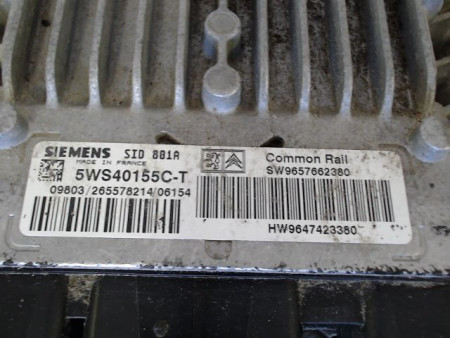 SIEMENS SID 801A
MADE IN FRANCE
5WS40155C-T
09803/265578214/06154
Common Rail
SW9657662380
HW9647423380